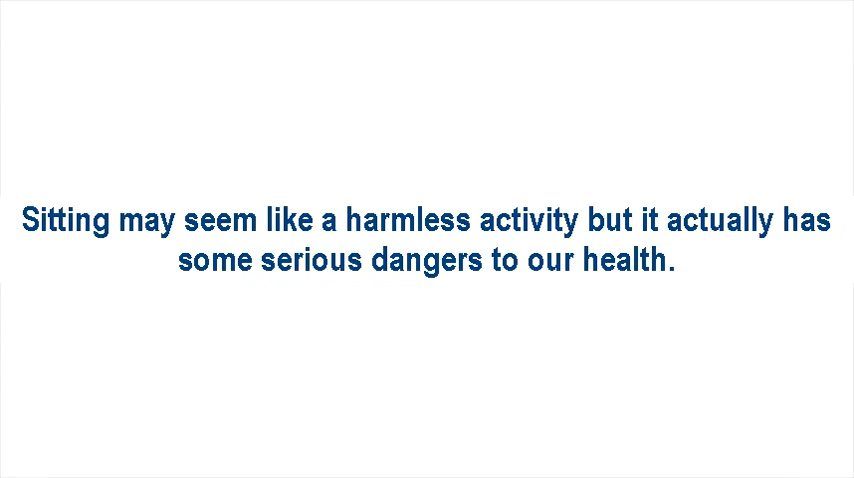 Sitting may seem like a harmless activity but it actually has
some serious dangers to our health.